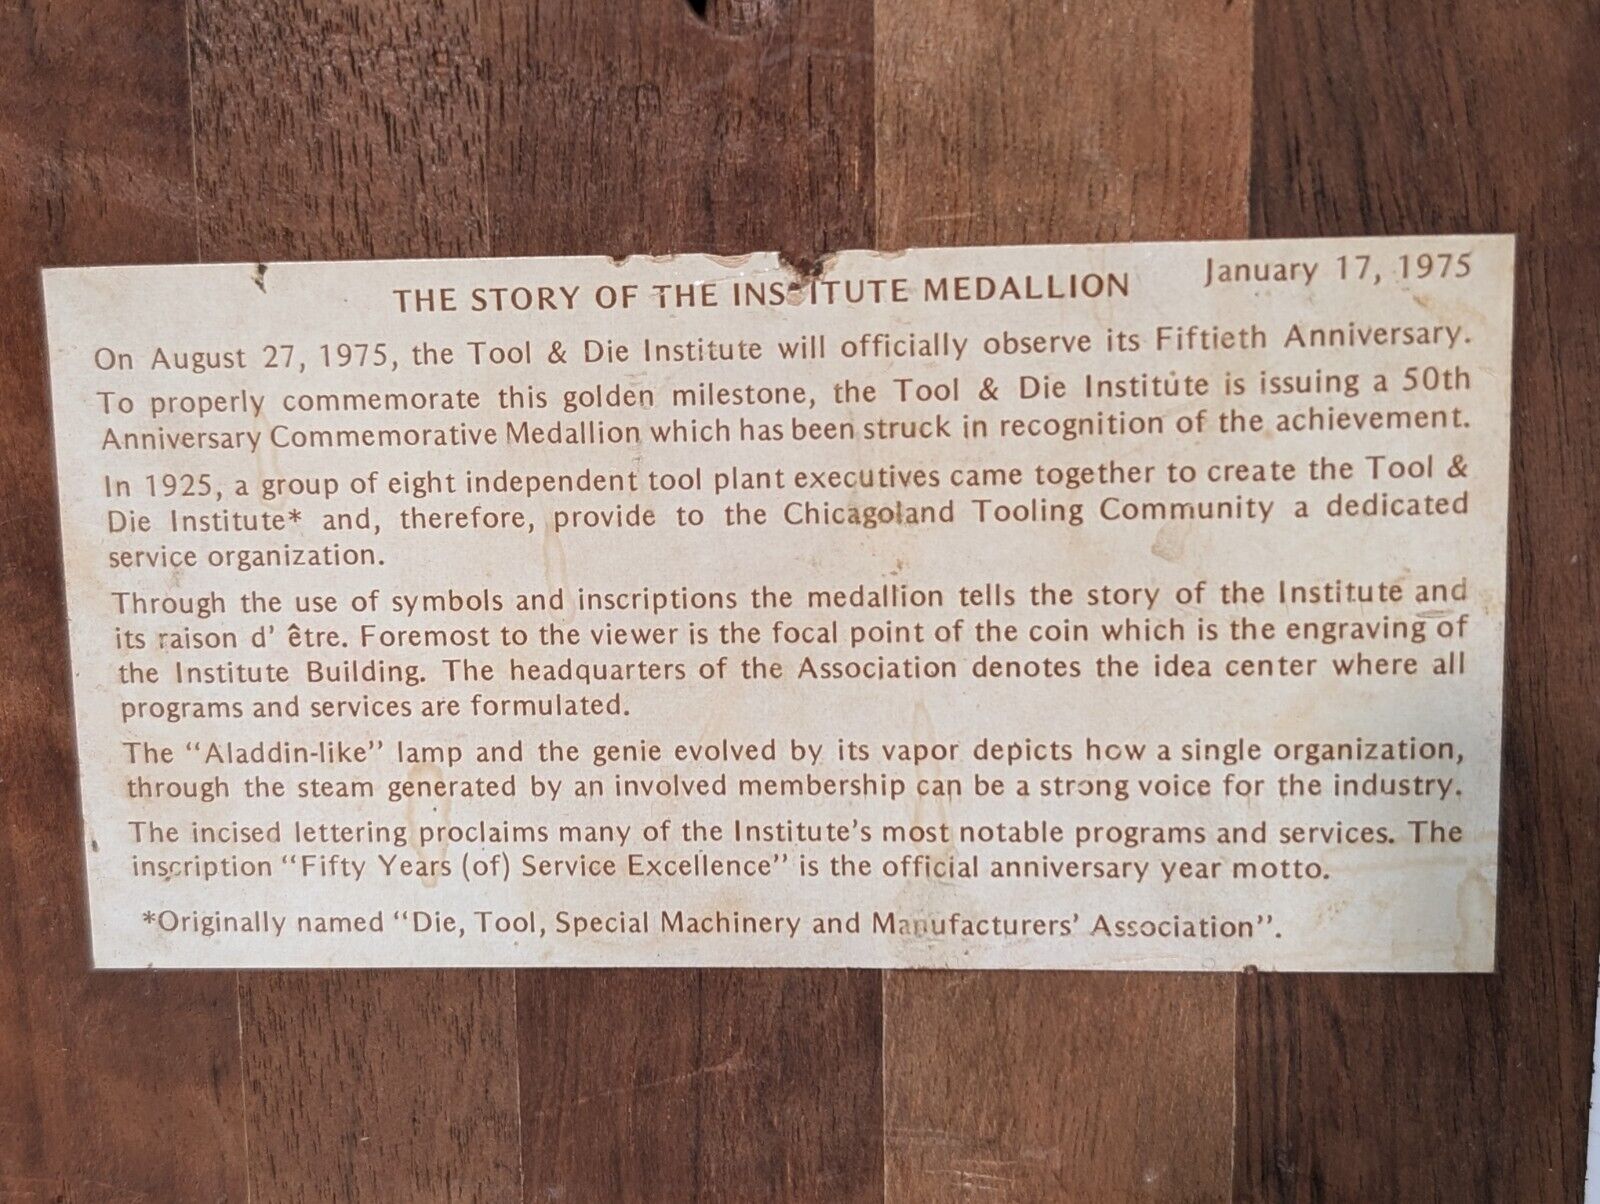 January 17, 1975
THE STORY OF THE INSTITUTE MEDALLION
On August 27, 1975, the Tool & Die Institute will officially observe its Fiftieth Anniversary.
To properly commemorate this golden milestone, the Tool & Die Institute is issuing a 50th
Anniversary Commemorative Medallion which has been struck in recognition of the achievement.
In 1925, a group of eight independent tool plant executives came together to create the Tool &
Die Institute* and, therefore, provide to the Chicagoland Tooling Community a dedicated
service organization.
Through the use of symbols and inscriptions the medallion tells the story of the Institute and
its raison d' être. Foremost to the viewer is the focal point of the coin which is the engraving of
the Institute Building. The headquarters of the Association denotes the idea center where all
programs and services are formulated.
The "Aladdin-like" lamp and the genie evolved by its vapor depicts how a single organization,
through the steam generated by an involved membership can be a strong voice for the industry.
The incised lettering proclaims many of the Institute's most notable programs and services. The
inscription "Fifty Years (of) Service Excellence" is the official anniversary year motto.
*Originally named "Die, Tool, Special Machinery and Manufacturers' Association".